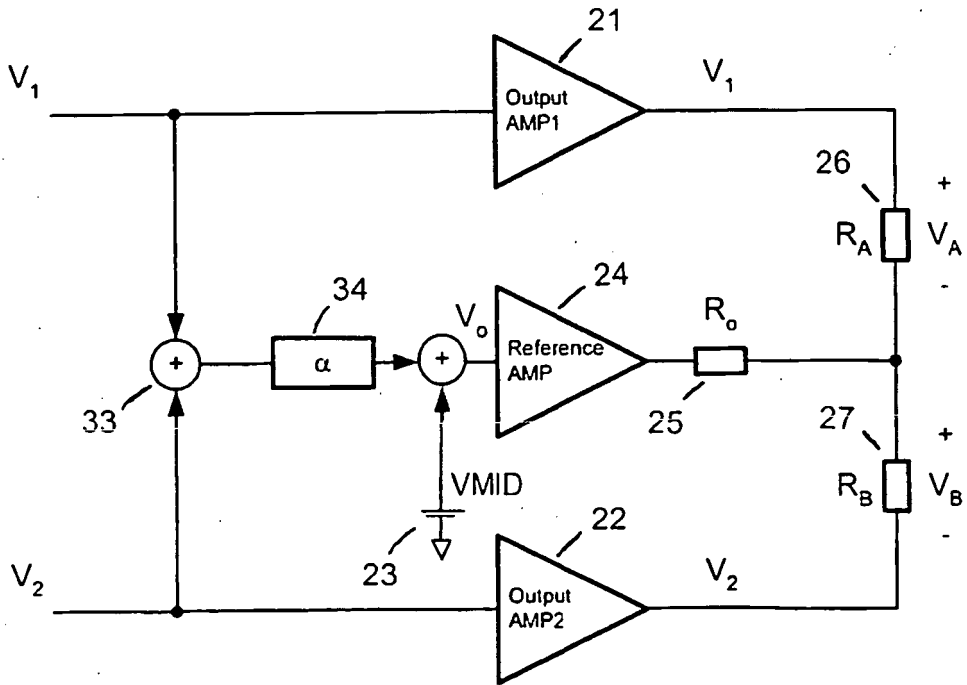 21
V1
Output
AMP1
V1
26
+
RA
VA
-
34
24
Vo
Ro
+
α
+
Reference
AMP
33
25
27
+
VMID
RB
VB
23
22
-
V2
Output
AMP2
V2